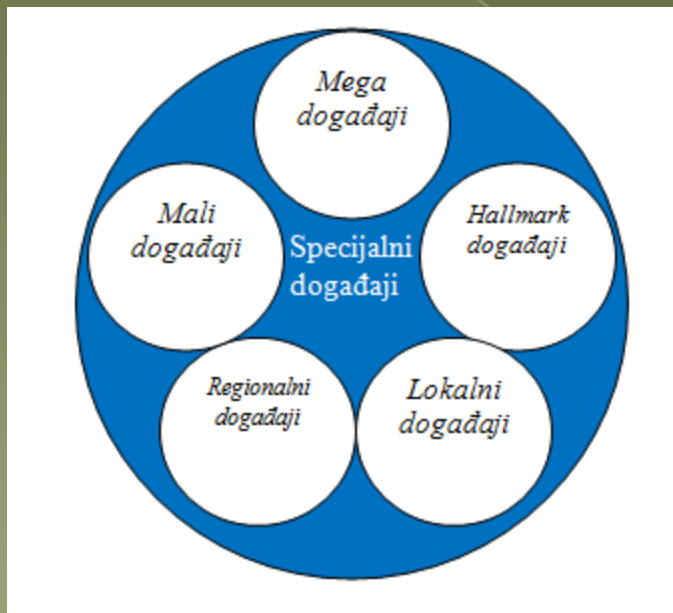 Mega
događaji
Mali
događaji
Hallmark
događaji
Specijalni
događaji
Regionalni
događaji
Lokalni
događaji